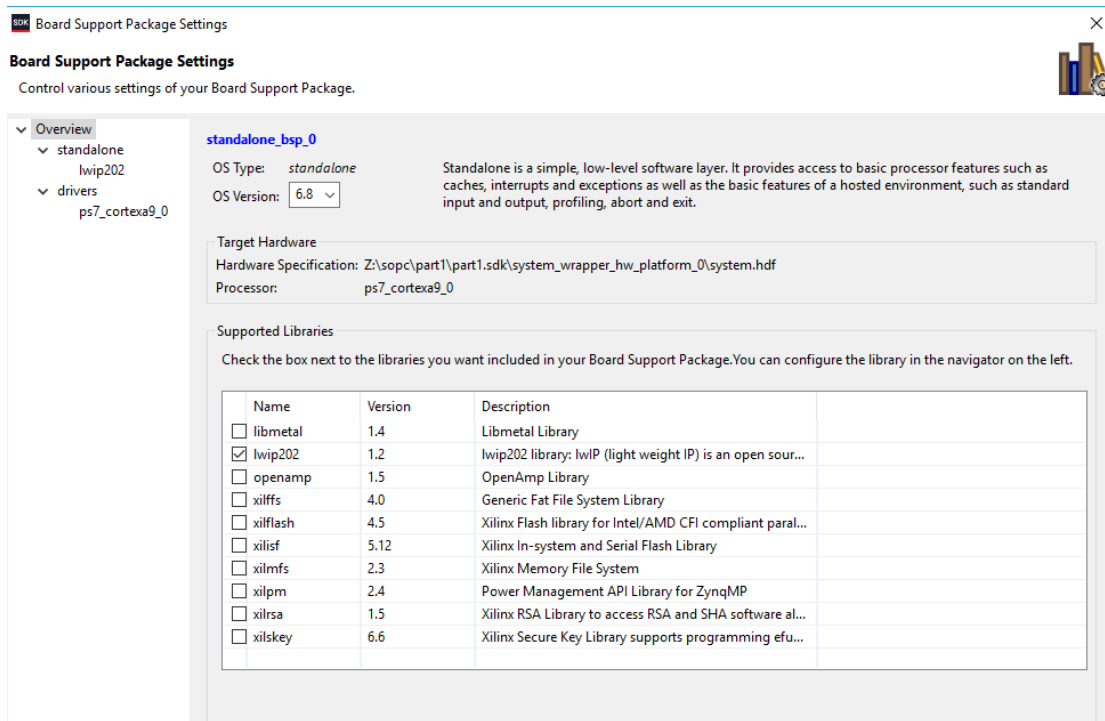 SDK Board Support Package Settings
Board Support Package Settings
Control various settings of your Board Support Package.
Overview
standalone
lwip202
drivers
ps7_cortexa9_0
standalone_bsp_0
OS Type: standalone
OS Version: 6.8
Standalone is a simple, low-level software layer. It provides access to basic processor features such as
caches, interrupts and exceptions as well as the basic features of a hosted environment, such as standard
input and output, profiling, abort and exit.
Target Hardware
Hardware Specification: Z:\sopc\part1\part1.sdk\system_wrapper_hw_platform_0\system.hdf
Processor: ps7_cortexa9_0
Supported Libraries
Check the box next to the libraries you want included in your Board Support Package.You can configure the library in the navigator on the left.
Name Version Description
libmetal 1.4 Libmetal Library
lwip202 1.2 lwip202 library: lwIP (light weight IP) is an open sour...
openamp 1.5 OpenAmp Library
xilffs 4.0 Generic Fat File System Library
xilflash 4.5 Xilinx Flash library for Intel/AMD CFI compliant paral...
xilisf 5.12 Xilinx In-system and Serial Flash Library
xilmfs 2.3 Xilinx Memory File System
xilpm 2.4 Power Management API Library for ZynqMP
xilrsa 1.5 Xilinx RSA Library to access RSA and SHA software al...
xilskey 6.6 Xilinx Secure Key Library supports programming efu...